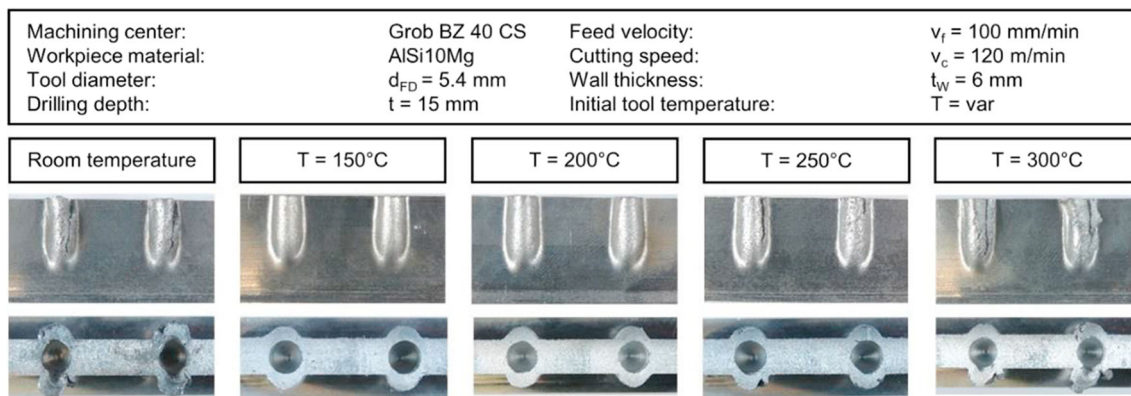 Machining center: Grob BZ 40 CS Feed velocity: v_f = 100 mm/min
Workpiece material: AlSi10Mg Cutting speed: v_c = 120 m/min
Tool diameter: d_FD = 5.4 mm Wall thickness: t_W = 6 mm
Drilling depth: t = 15 mm Initial tool temperature: T = var
Room temperature T = 150°C T = 200°C T = 250°C T = 300°C